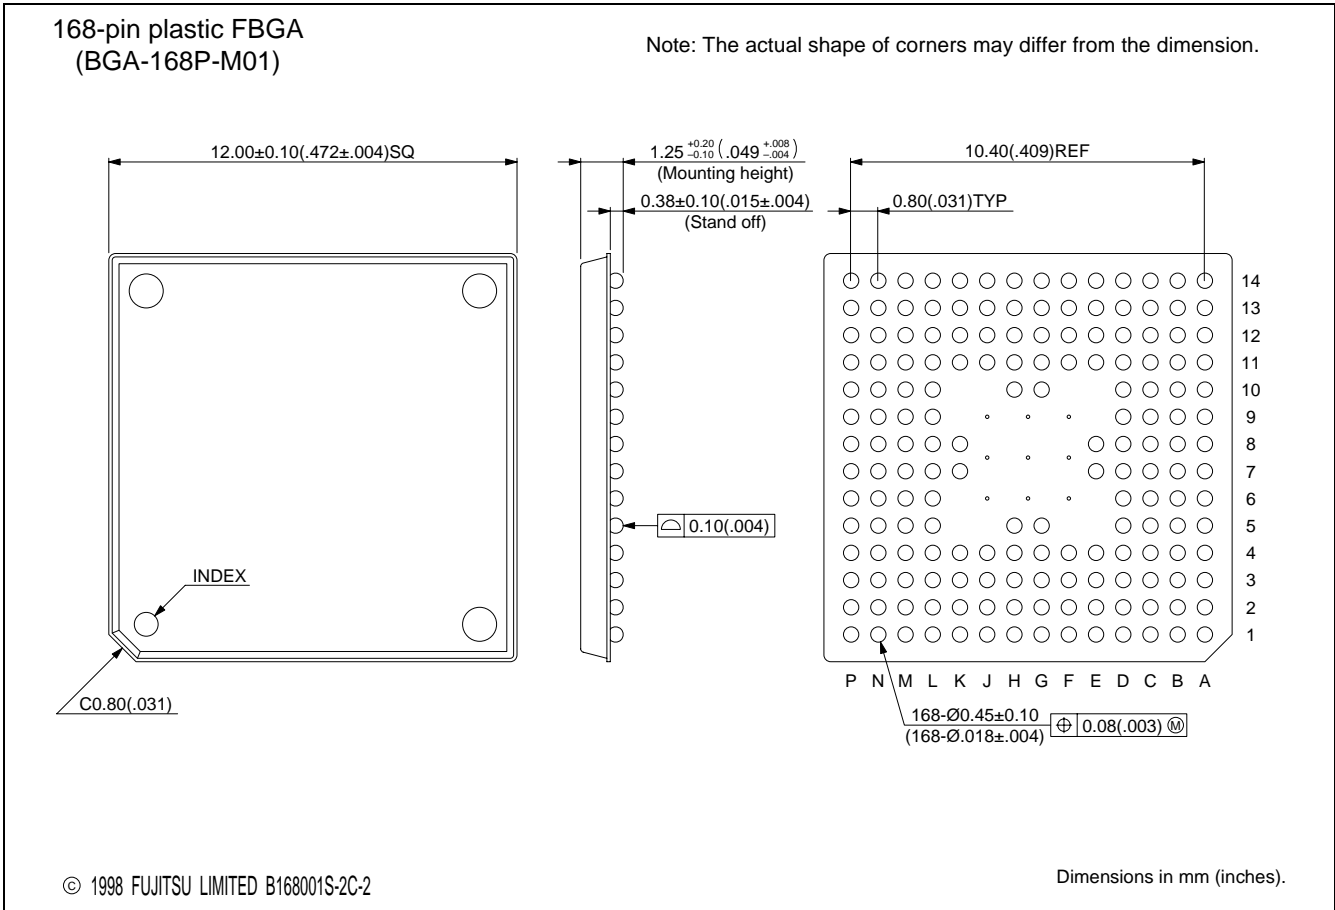 168-pin plastic FBGA
(BGA-168P-M01)
Note: The actual shape of corners may differ from the dimension.
12.00±0.10(.472±.004)SQ
1.25 +0.20 –0.10 (.049 +.008 –.004)
(Mounting height)
0.38±0.10(.015±.004)
(Stand off)
10.40(.409)REF
0.80(.031)TYP
14
13
12
11
10
9
8
7
6
5
4
3
2
1
0.10(.004)
INDEX
C0.80(.031)
P N M L K J H G F E D C B A
168-Ø0.45±0.10
(168-Ø.018±.004)
0.08(.003) Ⓜ
© 1998 FUJITSU LIMITED B168001S-2C-2
Dimensions in mm (inches).